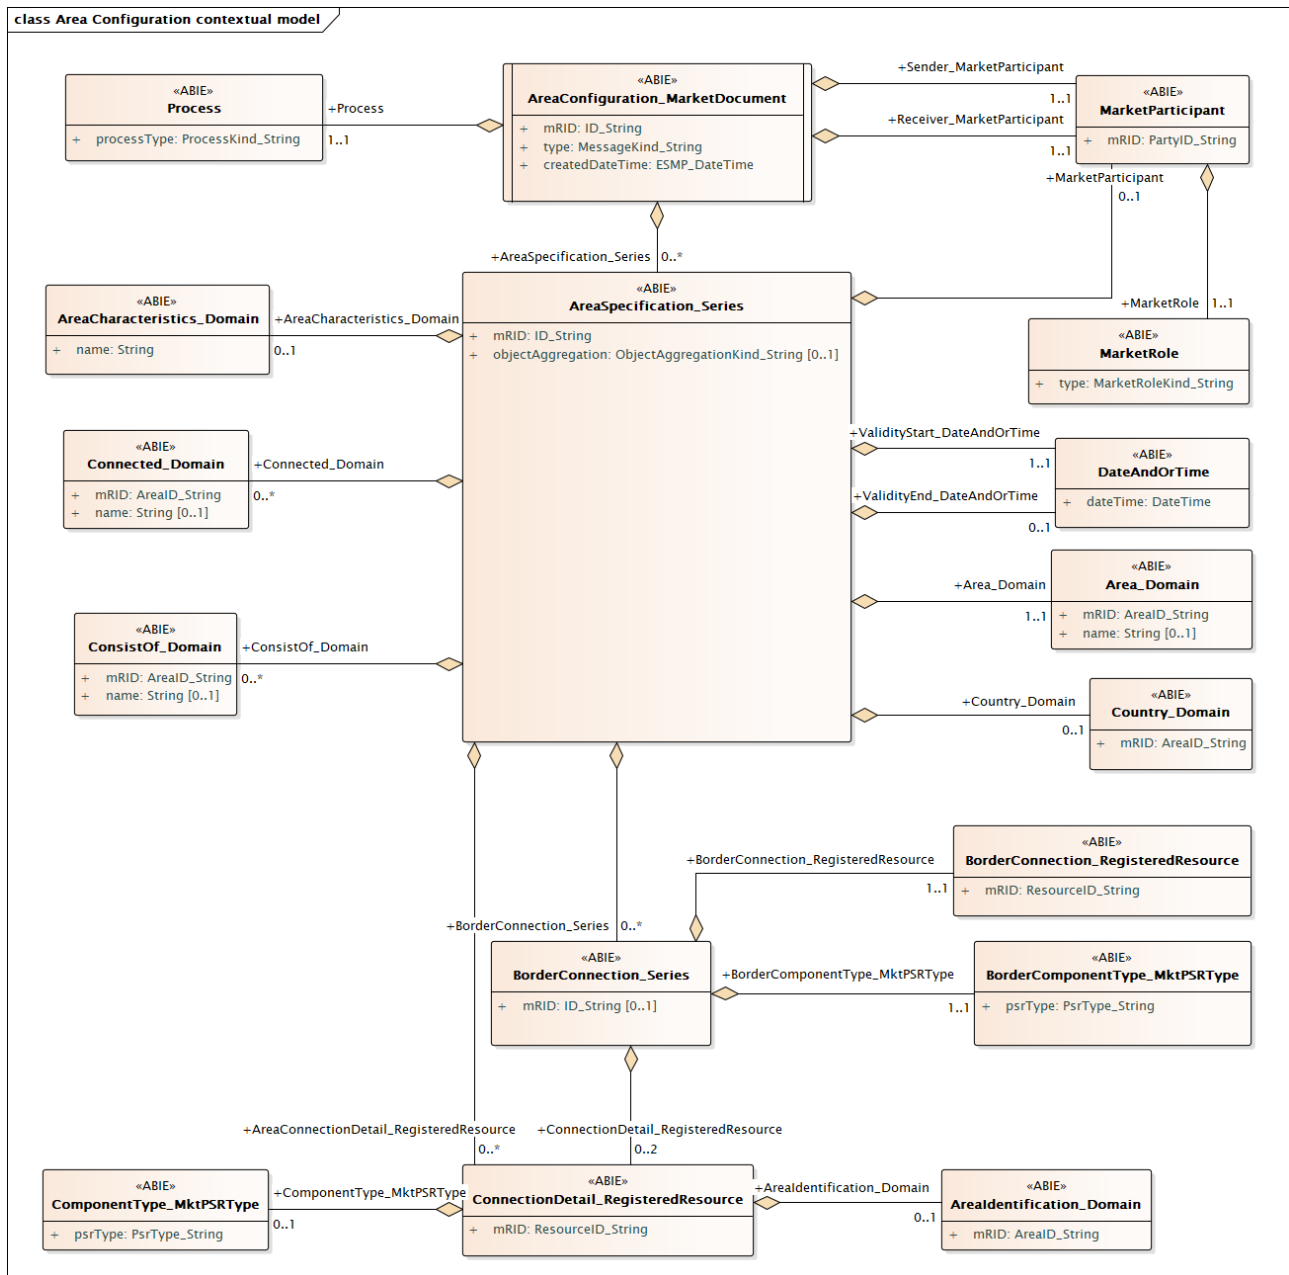 class Area Configuration contextual model
«ABIE»
Process
+ processType: ProcessKind_String
+Process
1..1
«ABIE»
AreaConfiguration_MarketDocument
+ mRID: ID_String
+ type: MessageKind_String
+ createdDateTime: ESMP_DateTime
+Sender_MarketParticipant
1..1
+Receiver_MarketParticipant
1..1
«ABIE»
MarketParticipant
+ mRID: PartyID_String
+MarketParticipant
0..1
+AreaSpecification_Series
0..*
«ABIE»
AreaSpecification_Series
+ mRID: ID_String
+ objectAggregation: ObjectAggregationKind_String [0..1]
+MarketRole
1..1
«ABIE»
MarketRole
+ type: MarketRoleKind_String
«ABIE»
AreaCharacteristics_Domain
+ name: String
+AreaCharacteristics_Domain
0..1
«ABIE»
Connected_Domain
+ mRID: AreaID_String
+ name: String [0..1]
+Connected_Domain
0..*
+ValidityStart_DateAndOrTime
1..1
+ValidityEnd_DateAndOrTime
0..1
«ABIE»
DateAndOrTime
+ dateTime: DateTime
+Area_Domain
1..1
«ABIE»
Area_Domain
+ mRID: AreaID_String
+ name: String [0..1]
«ABIE»
ConsistOf_Domain
+ mRID: AreaID_String
+ name: String [0..1]
+ConsistOf_Domain
0..*
+Country_Domain
0..1
«ABIE»
Country_Domain
+ mRID: AreaID_String
+BorderConnection_RegisteredResource
1..1
«ABIE»
BorderConnection_RegisteredResource
+ mRID: ResourceID_String
+BorderConnection_Series
0..*
«ABIE»
BorderConnection_Series
+ mRID: ID_String [0..1]
+BorderComponentType_MktPSRType
1..1
«ABIE»
BorderComponentType_MktPSRType
+ psrType: PsrType_String
+AreaConnectionDetail_RegisteredResource
0..*
+ConnectionDetail_RegisteredResource
0..2
«ABIE»
ComponentType_MktPSRType
+ psrType: PsrType_String
+ComponentType_MktPSRType
0..1
«ABIE»
ConnectionDetail_RegisteredResource
+ mRID: ResourceID_String
+AreaIdentification_Domain
0..1
«ABIE»
AreaIdentification_Domain
+ mRID: AreaID_String